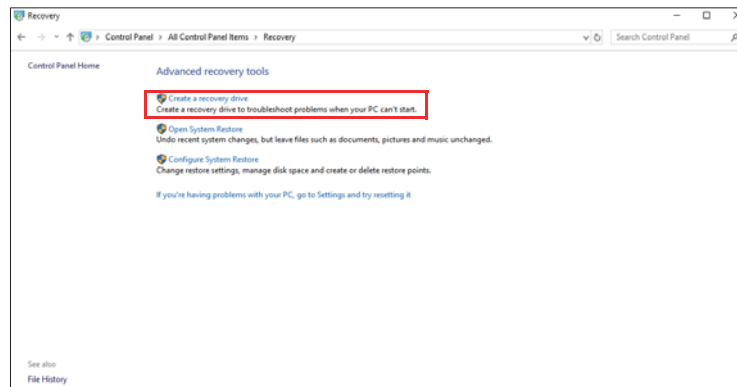 Recovery
Control Panel > All Control Panel Items > Recovery
Search Control Panel
Control Panel Home
Advanced recovery tools
Create a recovery drive
Create a recovery drive to troubleshoot problems when your PC can't start.
Open System Restore
Undo recent system changes, but leave files such as documents, pictures and music unchanged.
Configure System Restore
Change restore settings, manage disk space and create or delete restore points.
If you're having problems with your PC, go to Settings and try resetting it
See also
File History